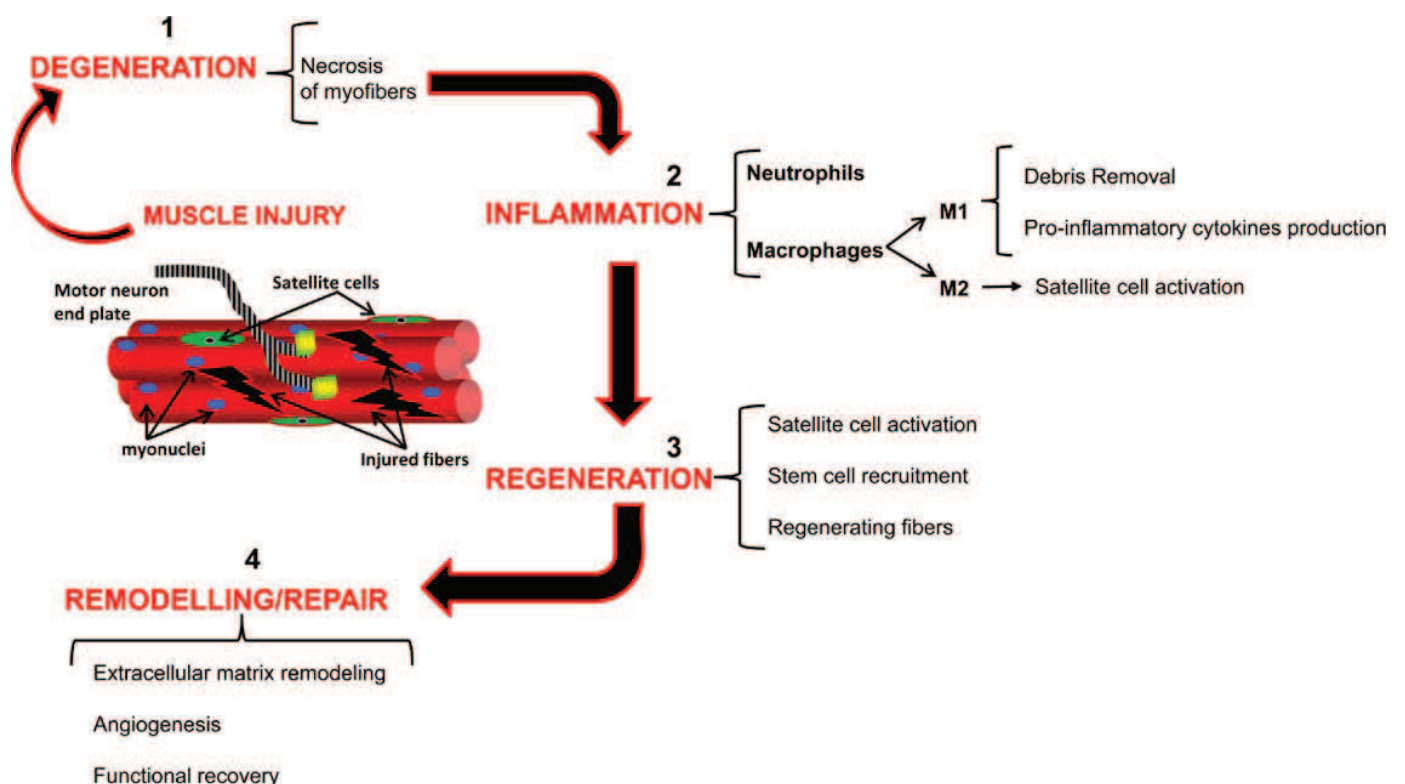 1
DEGENERATION
Necrosis
of myofibers
2
INFLAMMATION
Neutrophils
Macrophages
M1
Debris Removal
Pro-inflammatory cytokines production
M2
Satellite cell activation
MUSCLE INJURY
Motor neuron
end plate
Satellite cells
myonuclei
Injured fibers
3
REGENERATION
Satellite cell activation
Stem cell recruitment
Regenerating fibers
4
REMODELLING/REPAIR
Extracellular matrix remodeling
Angiogenesis
Functional recovery